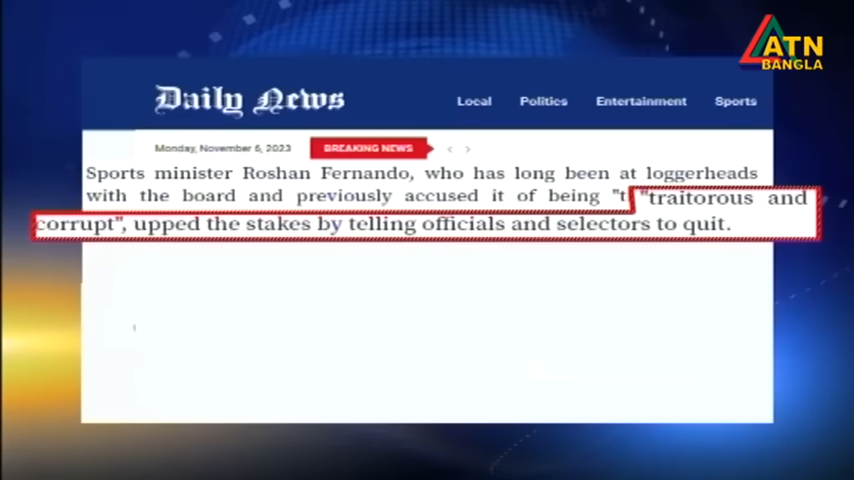 ATN
BANGLA
Daily News
Local Politics Entertainment Sports
Monday, November 6, 2023 BREAKING NEWS < >
Sports minister Roshan Fernando, who has long been at loggerheads
with the board and previously accused it of being "t "traitorous and
corrupt", upped the stakes by telling officials and selectors to quit.